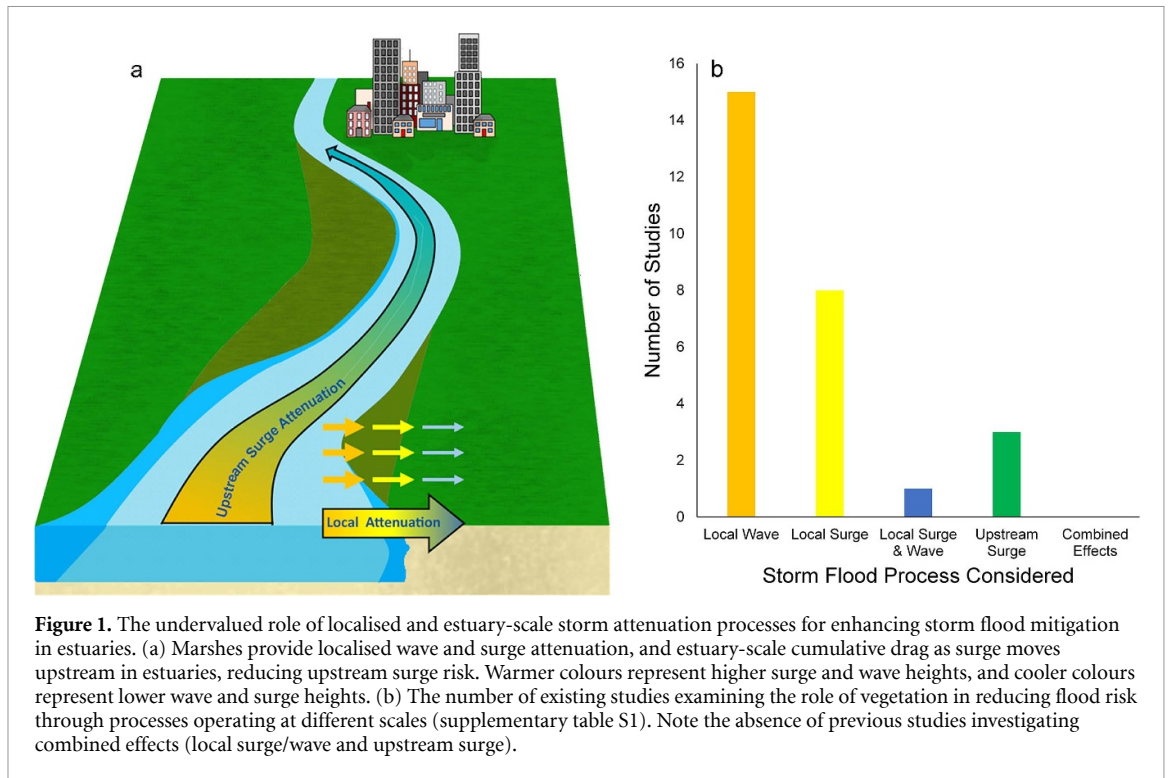 a
Upstream Surge Attenuation
Local Attenuation
b
Number of Studies
16
14
12
10
8
6
4
2
0
Local Wave
Local Surge
Local Surge
& Wave
Upstream
Surge
Combined
Effects
Storm Flood Process Considered
Figure 1. The undervalued role of localised and estuary-scale storm attenuation processes for enhancing storm flood mitigation
in estuaries. (a) Marshes provide localised wave and surge attenuation, and estuary-scale cumulative drag as surge moves
upstream in estuaries, reducing upstream surge risk. Warmer colours represent higher surge and wave heights, and cooler colours
represent lower wave and surge heights. (b) The number of existing studies examining the role of vegetation in reducing flood risk
through processes operating at different scales (supplementary table S1). Note the absence of previous studies investigating
combined effects (local surge/wave and upstream surge).